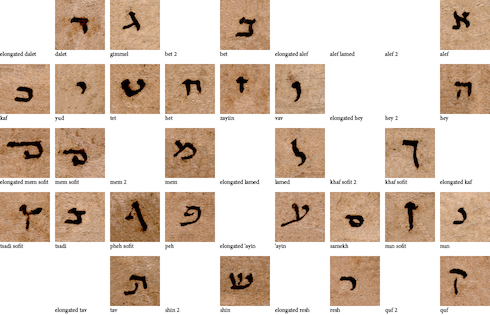 א ב ג ד
elongated dalet dalet gimmel bet 2 bet elongated alef alef lamed alef 2 alef
ה ו ז ח ט י כ
kaf yud tet het zayin vav elongated hey hey 2 hey
ך ל מ ם ם
elongated mem sofit mem sofit mem 2 mem elongated lamed lamed khaf sofit 2 khaf sofit elongated kaf
נ ן ס ע פ ף צ ץ
tsadi sofit tsadi pheh sofit peh elongated 'ayin 'ayin samekh nun sofit nun
ק ר ש ת
elongated tav tav shin 2 shin elongated resh resh quf 2 quf